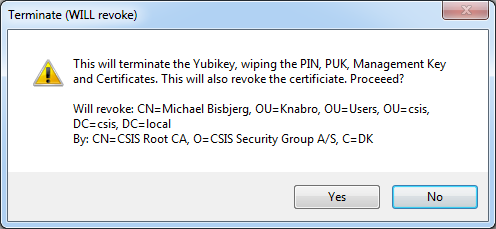 Terminate (WILL revoke)
This will terminate the Yubikey, wiping the PIN, PUK, Management Key
and Certificates. This will also revoke the certificiate. Proceeed?
Will revoke: CN=Michael Bisbjerg, OU=Knabro, OU=Users, OU=csis,
DC=csis, DC=local
By: CN=CSIS Root CA, O=CSIS Security Group A/S, C=DK
Yes
No